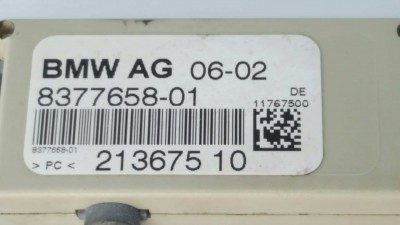 BMW AG 06-02
8377658-01
DE
11767500
8377658-01
> PC < 213675 10